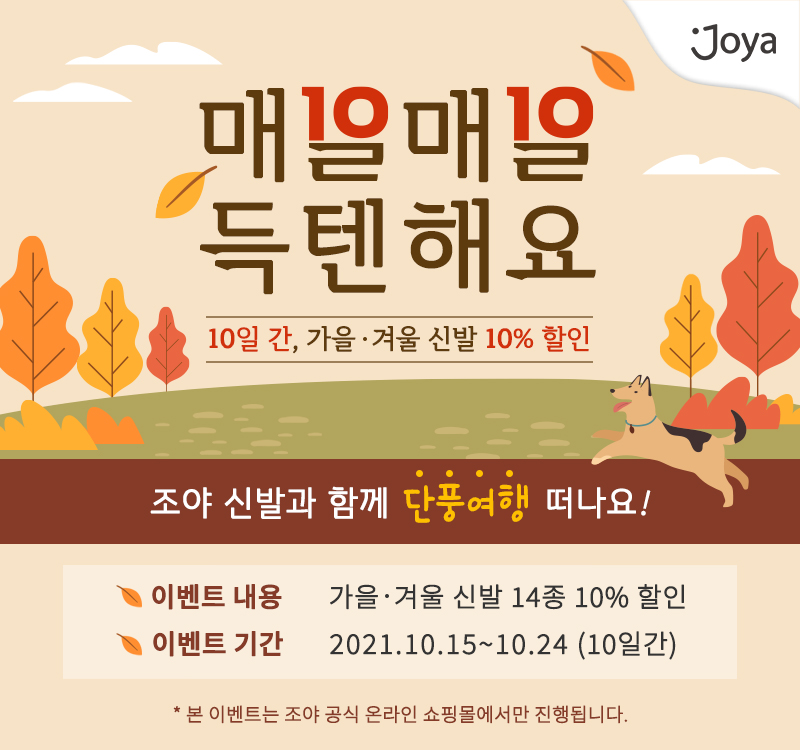 Joya
매일매일
득텐해요
10일 간, 가을·겨울 신발 10% 할인
조야 신발과 함께 단풍여행 떠나요!
이벤트 내용 가을·겨울 신발 14종 10% 할인
이벤트 기간 2021.10.15~10.24 (10일간)
* 본 이벤트는 조야 공식 온라인 쇼핑몰에서만 진행됩니다.